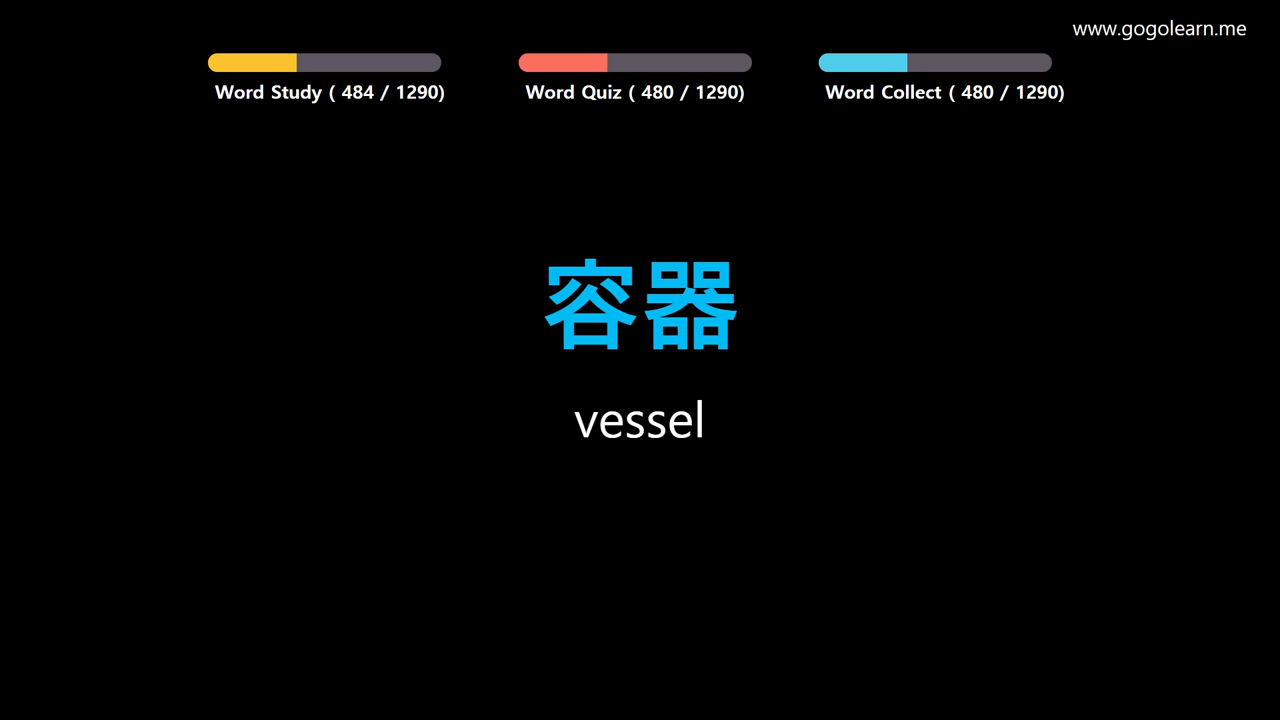 www.gogolearn.me
Word Study ( 484 / 1290)
Word Quiz ( 480 / 1290)
Word Collect ( 480 / 1290)
容器
vessel